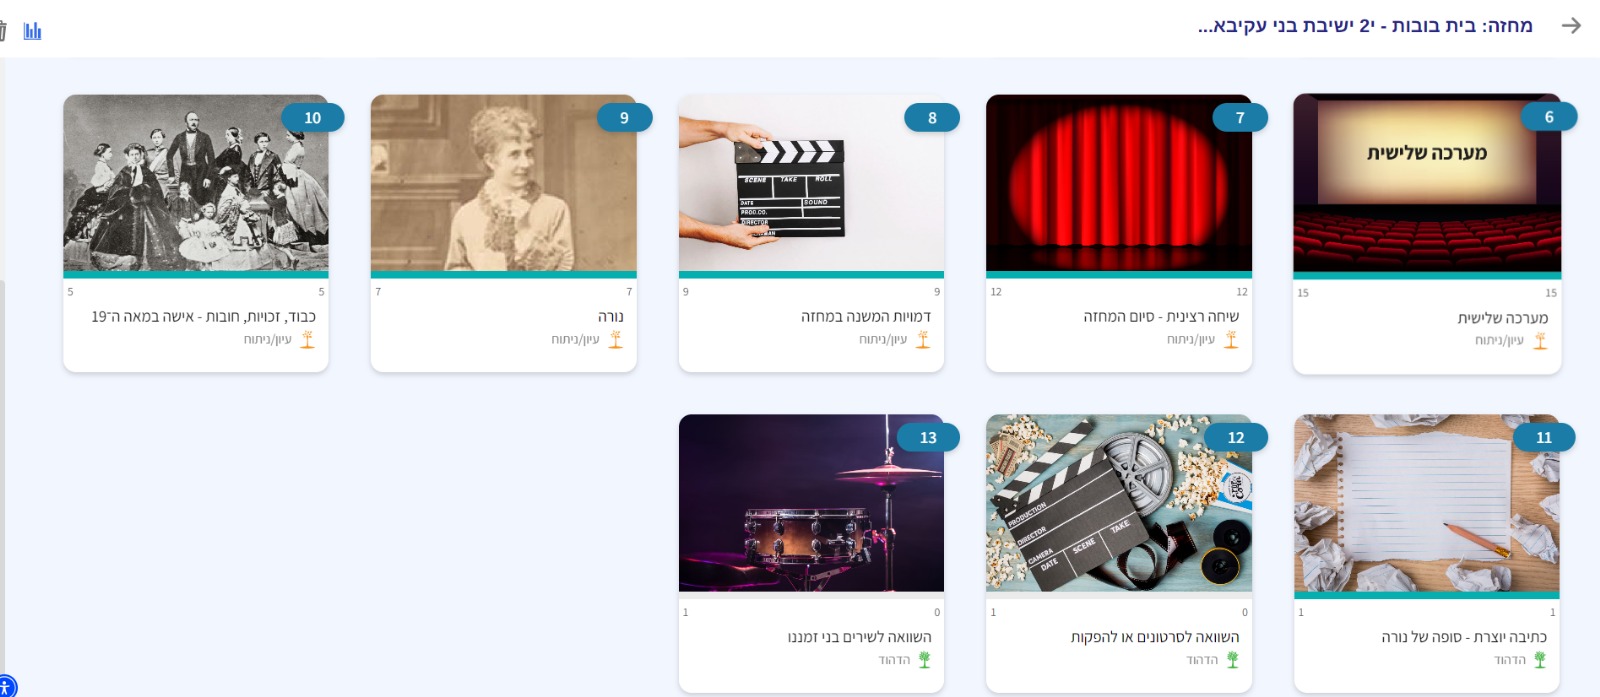 מחזה: בית בובות - י2 ישיבת בני עקיבא...
6
מערכה שלישית
15 15
מערכה שלישית
עיון/ניתוח
7
12 12
שיחה רצינית - סיום המחזה
עיון/ניתוח
8
SCENE TAKE ROLL
DATE SOUND
PROD.CO.
DIRECTOR
9 9
דמויות המשנה במחזה
עיון/ניתוח
9
7 7
נורה
עיון/ניתוח
10
5 5
כבוד, זכויות, חובות - אישה במאה ה־19
עיון/ניתוח
11
1 1
כתיבה יוצרת - סופה של נורה
הדהוד
12
PRODUCTION
DIRECTOR
CAMERA
DATE SCENE TAKE
0 1
השוואה לסרטונים או להפקות
הדהוד
13
0 1
השוואה לשירים בני זמננו
הדהוד